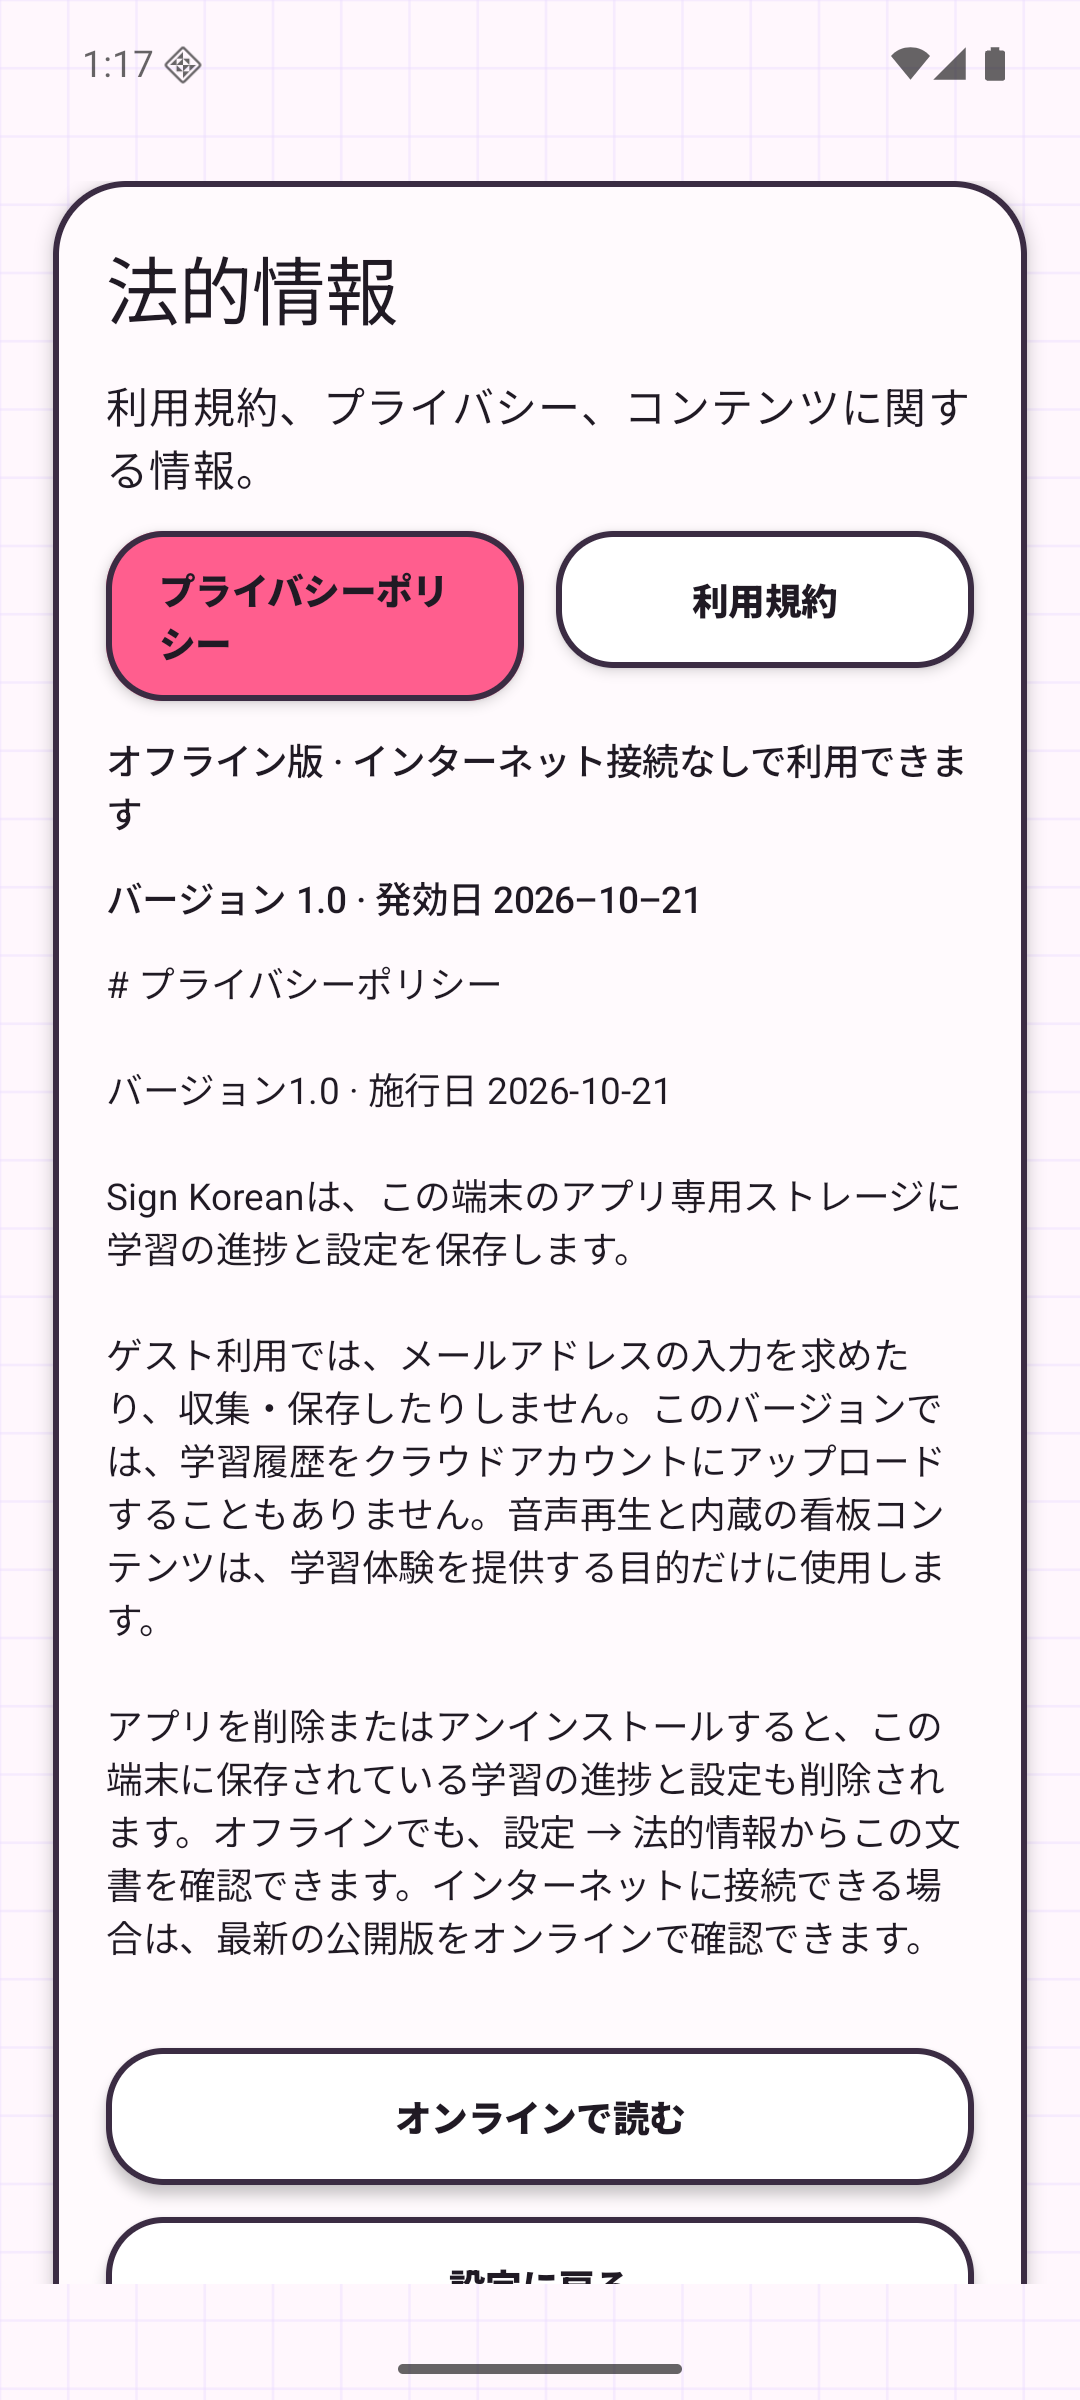 1:17
法的情報
利用規約、プライバシー、コンテンツに関す
る情報。
プライバシーポリ
シー
利用規約
オフライン版 · インターネット接続なしで利用できま
す
バージョン 1.0 · 発効日 2026–10–21
# プライバシーポリシー
バージョン1.0 · 施行日 2026-10-21
Sign Koreanは、この端末のアプリ専用ストレージに
学習の進捗と設定を保存します。
ゲスト利用では、メールアドレスの入力を求めた
り、収集・保存したりしません。このバージョンで
は、学習履歴をクラウドアカウントにアップロード
することもありません。音声再生と内蔵の看板コン
テンツは、学習体験を提供する目的だけに使用しま
す。
アプリを削除またはアンインストールすると、この
端末に保存されている学習の進捗と設定も削除され
ます。オフラインでも、設定 → 法的情報からこの文
書を確認できます。インターネットに接続できる場
合は、最新の公開版をオンラインで確認できます。
オンラインで読む
設定に戻る